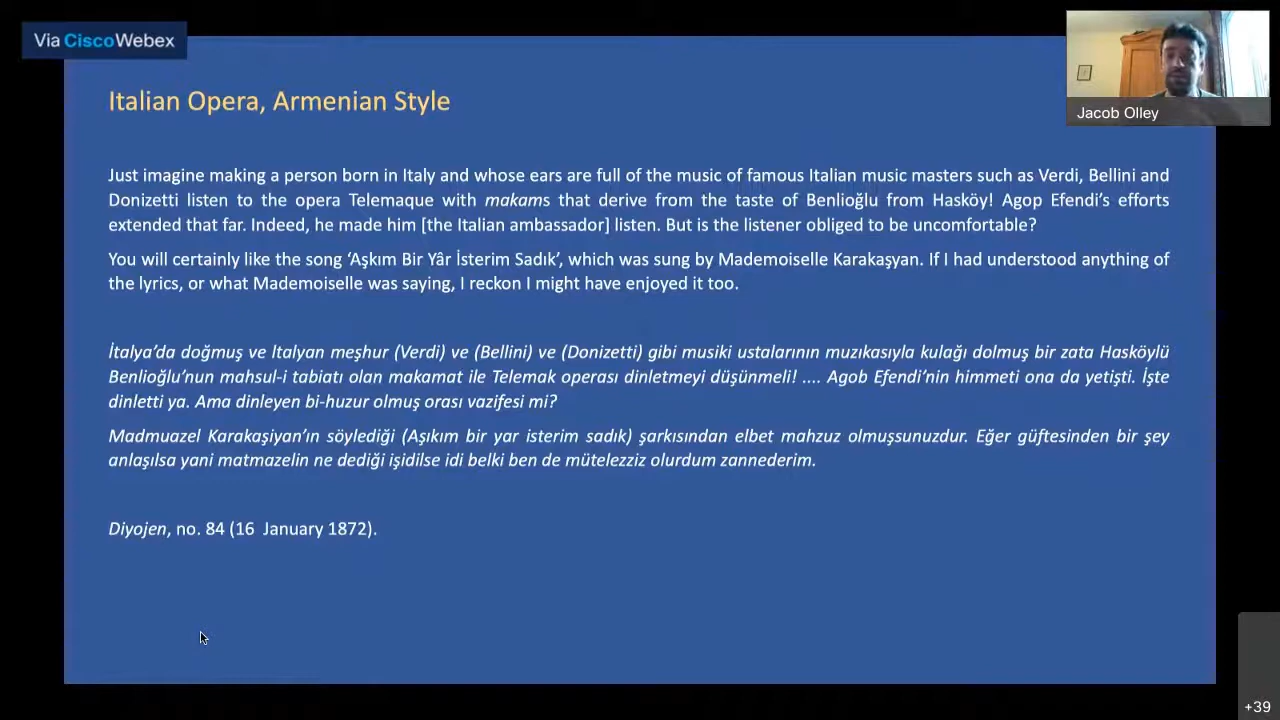 Via CiscoWebex
Jacob Olley
Italian Opera, Armenian Style
Just imagine making a person born in Italy and whose ears are full of the music of famous Italian music masters such as Verdi, Bellini and
Donizetti listen to the opera Telemaque with makams that derive from the taste of Benlioğlu from Hasköy! Agop Efendi’s efforts
extended that far. Indeed, he made him [the Italian ambassador] listen. But is the listener obliged to be uncomfortable?
You will certainly like the song ‘Aşkım Bir Yâr İsterim Sadık’, which was sung by Mademoiselle Karakaşyan. If I had understood anything of
the lyrics, or what Mademoiselle was saying, I reckon I might have enjoyed it too.
İtalya’da doğmuş ve Italyan meşhur (Verdi) ve (Bellini) ve (Donizetti) gibi musiki ustalarının muzıkasıyla kulağı dolmuş bir zata Hasköylü
Benlioğlu’nun mahsul-i tabiatı olan makamat ile Telemak operası dinletmeyi düşünmeli! .... Agob Efendi’nin himmeti ona da yetişti. İşte
dinletti ya. Ama dinleyen bi-huzur olmuş orası vazifesi mi?
Madmuazel Karakaşiyan’ın söylediği (Aşıkım bir yar isterim sadık) şarkısından elbet mahzuz olmuşsunuzdur. Eğer güftesinden bir şey
anlaşılsa yani matmazelin ne dediği işidilse idi belki ben de mütelezziz olurdum zannederim.
Diyojen, no. 84 (16 January 1872).
+39